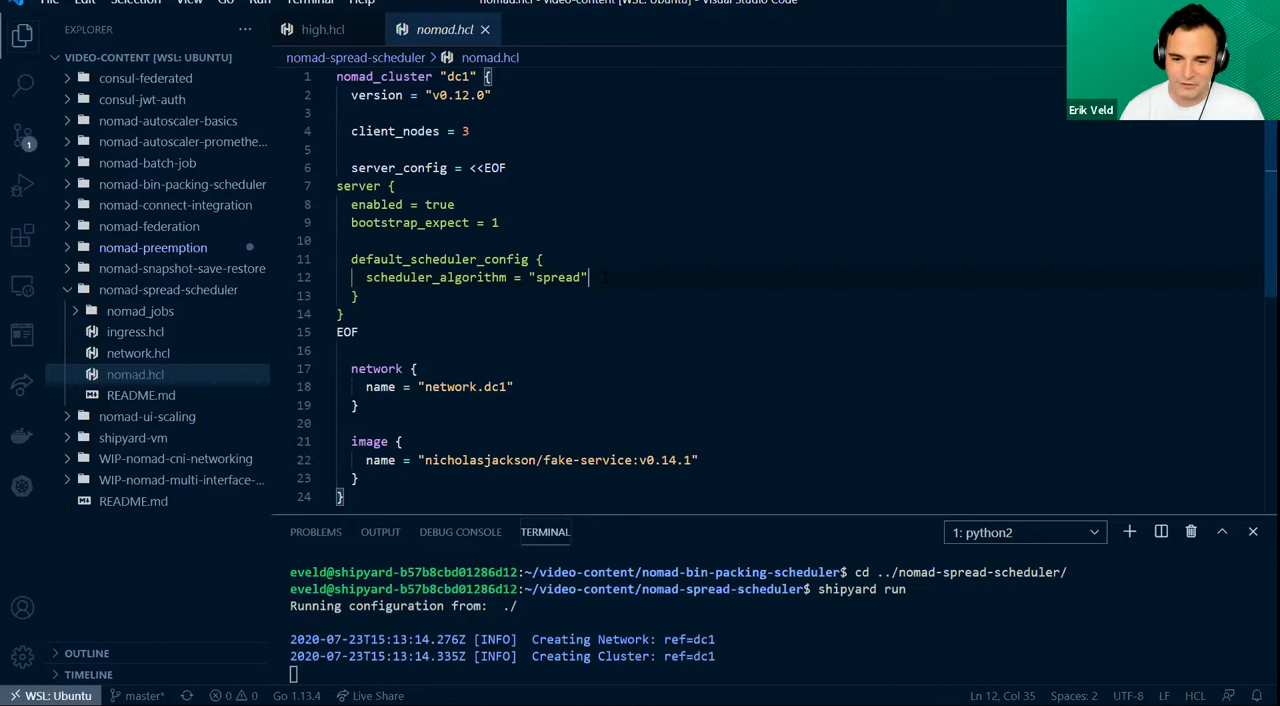 File Edit Selection View Go Run Terminal Help
nomad.hcl - video-content [WSL: Ubuntu] - Visual Studio Code
EXPLORER
high.hcl
nomad.hcl
VIDEO-CONTENT [WSL: UBUNTU]
nomad-spread-scheduler > nomad.hcl
consul-federated
consul-jwt-auth
nomad-autoscaler-basics
nomad-autoscaler-promethe...
nomad-batch-job
nomad-bin-packing-scheduler
nomad-connect-integration
nomad-federation
nomad-preemption
nomad-snapshot-save-restore
nomad-spread-scheduler
nomad_jobs
ingress.hcl
network.hcl
nomad.hcl
README.md
nomad-ui-scaling
shipyard-vm
WIP-nomad-cni-networking
WIP-nomad-multi-interface-...
README.md
OUTLINE
TIMELINE
1
1 nomad_cluster "dc1" {
2 version = "v0.12.0"
3
4 client_nodes = 3
5
6 server_config = <<EOF
7 server {
8 enabled = true
9 bootstrap_expect = 1
10
11 default_scheduler_config {
12 scheduler_algorithm = "spread"
13 }
14 }
15 EOF
16
17 network {
18 name = "network.dc1"
19 }
20
21 image {
22 name = "nicholasjackson/fake-service:v0.14.1"
23 }
24 }
Erik Veld
PROBLEMS OUTPUT DEBUG CONSOLE TERMINAL
1: python2
eveld@shipyard-b57b8cbd01286d12:~/video-content/nomad-bin-packing-scheduler$ cd ../nomad-spread-scheduler/
eveld@shipyard-b57b8cbd01286d12:~/video-content/nomad-spread-scheduler$ shipyard run
Running configuration from: ./
2020-07-23T15:13:14.276Z [INFO] Creating Network: ref=dc1
2020-07-23T15:13:14.335Z [INFO] Creating Cluster: ref=dc1
WSL: Ubuntu master* 0 0 Go 1.13.4 Live Share
Ln 12, Col 35 Spaces: 2 UTF-8 LF HCL